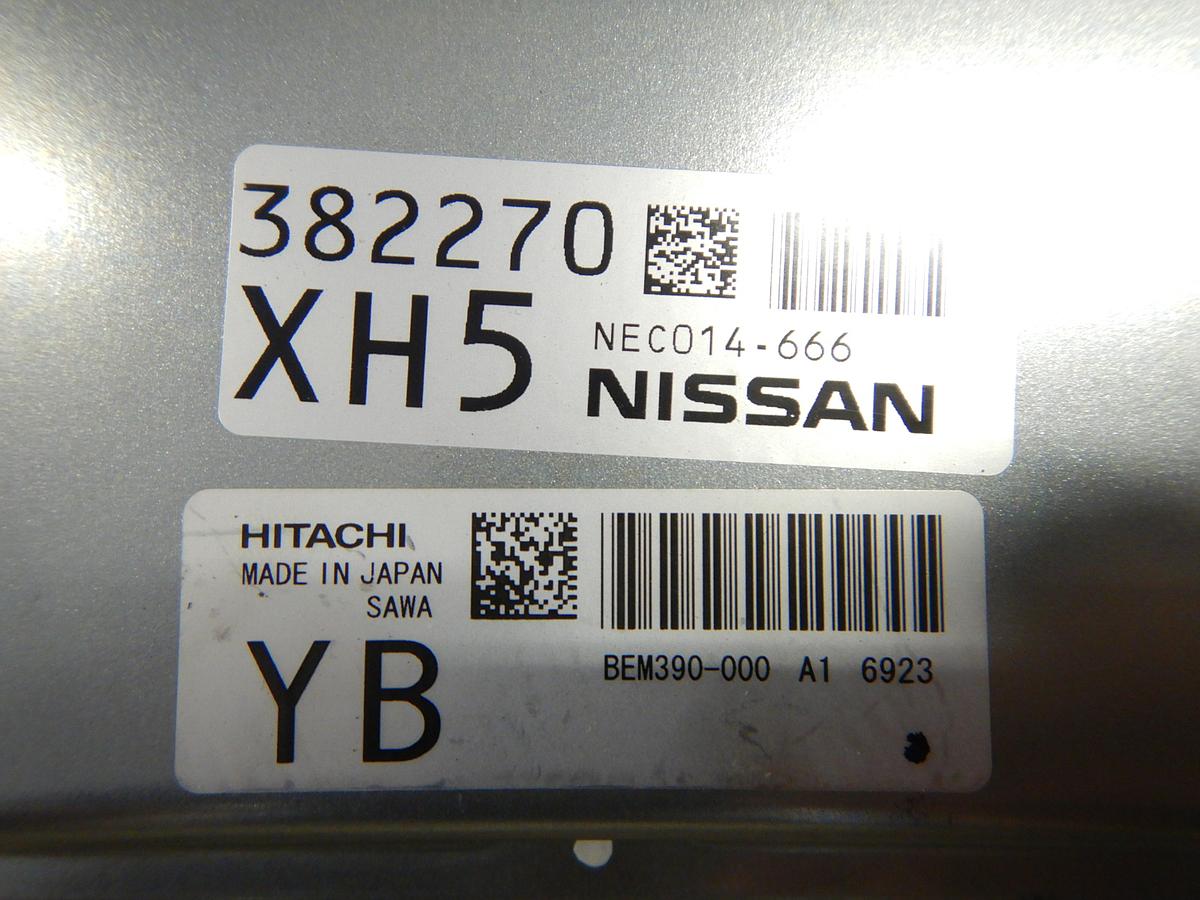 382270
XH5
NEC014-666
NISSAN
HITACHI
MADE IN JAPAN
SAWA
YB
BEM390-000 A1 6923